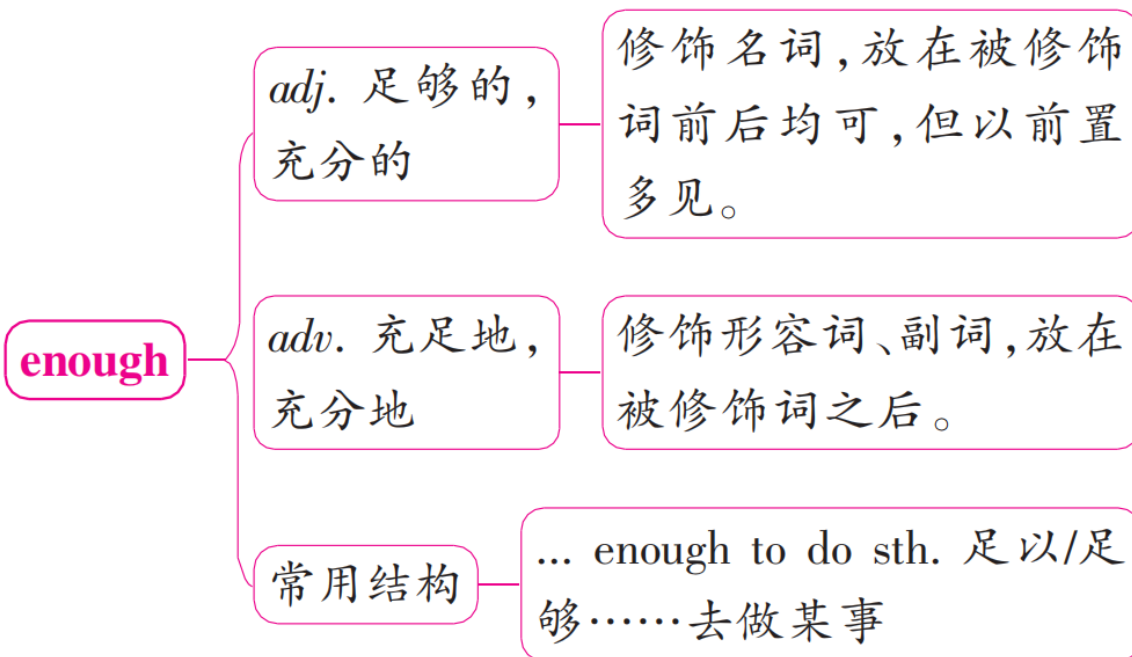 enough
adj. 足够的,
充分的
修饰名词,放在被修饰
词前后均可,但以前置
多见。
adv. 充足地,
充分地
修饰形容词、副词,放在
被修饰词之后。
常用结构
... enough to do sth. 足以/足
够……去做某事